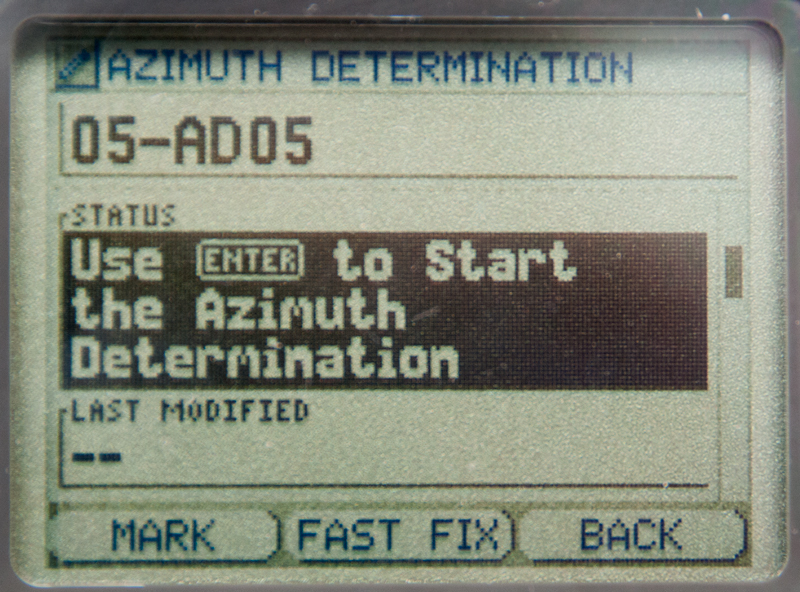 AZIMUTH DETERMINATION
05-AD05
STATUS
Use ENTER to Start
the Azimuth
Determination
LAST MODIFIED
--
MARK FAST FIX BACK